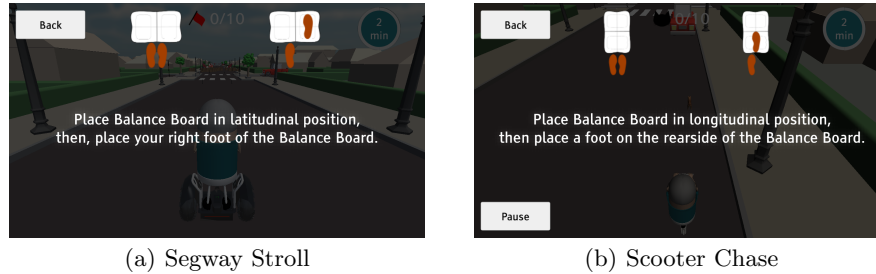 Back
0/10
2
min
Place Balance Board in latitudinal position,
then, place your right foot of the Balance Board.
(a) Segway Stroll
Back
0/10
2
min
Place Balance Board in longitudinal position,
then place a foot on the rearside of the Balance Board.
Pause
(b) Scooter Chase